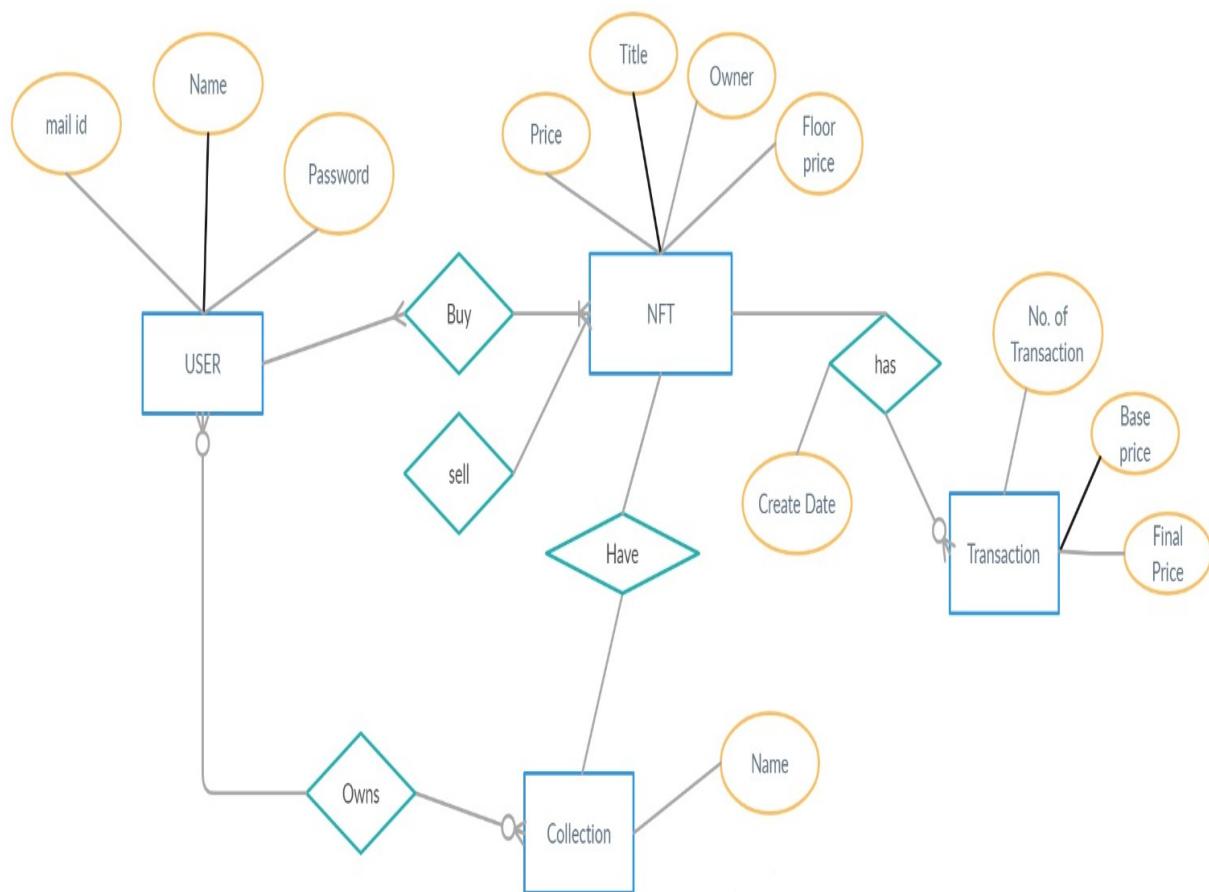 Title
Name
Owner
mail id
Price
Floor
price
Password
Buy
NFT
No. of
Transaction
USER
has
Base
price
sell
Create Date
Have
Transaction
Final
Price
Name
Owns
Collection